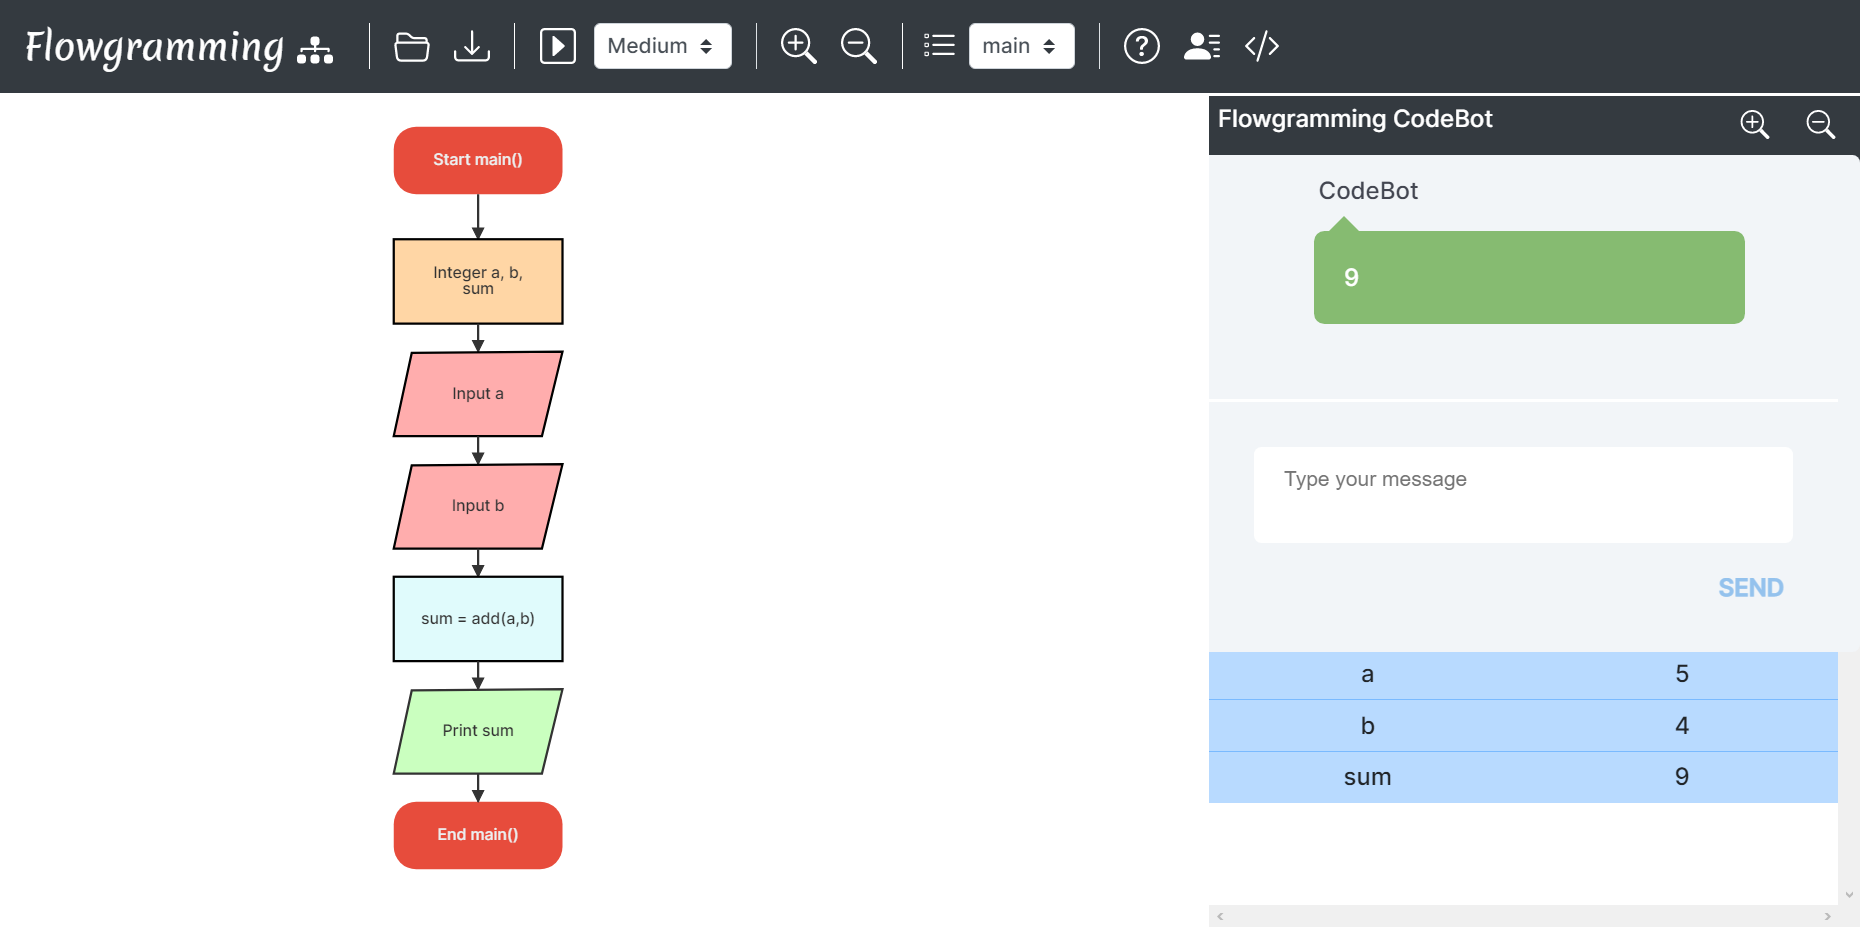 Flowgramming
Medium
main
Start main()
Integer a, b,
sum
Input a
Input b
sum = add(a,b)
Print sum
End main()
Flowgramming CodeBot
CodeBot
9
Type your message
SEND
a 5
b 4
sum 9